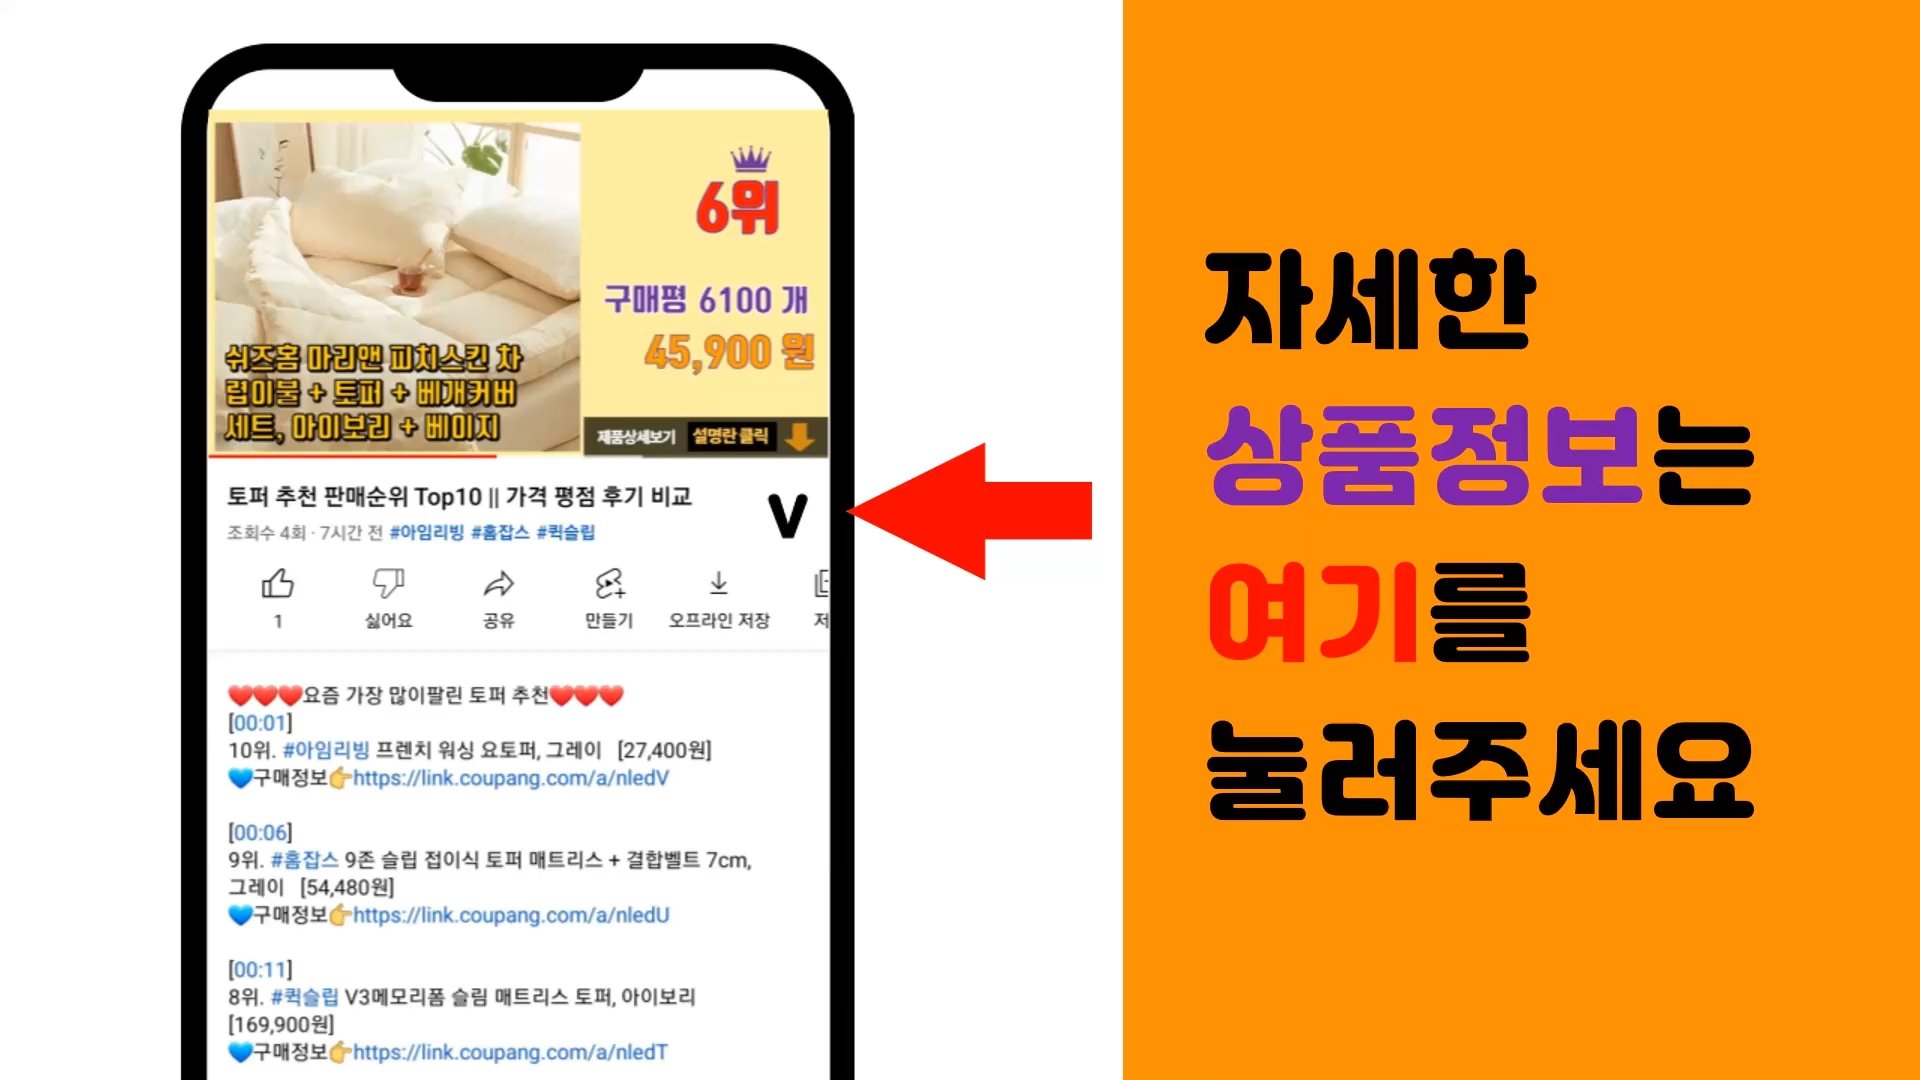 6위
구매평 6100 개
45,900 원
쉬즈홈 마리앤 피치스킨 차
렵이불 + 토퍼 + 베개커버
세트, 아이보리 + 베이지
제품상세보기 설명란 클릭
토퍼 추천 판매순위 Top10 || 가격 평점 후기 비교
V
조회수 4회 · 7시간 전 #아임리빙 #홈잡스 #퀵슬립
1 싫어요 공유 만들기 오프라인 저장 저
❤️❤️❤️요즘 가장 많이팔린 토퍼 추천❤️❤️❤️
[00:01]
10위. #아임리빙 프렌치 워싱 요토퍼, 그레이 [27,400원]
💙구매정보👉https://link.coupang.com/a/nledV
[00:06]
9위. #홈잡스 9존 슬립 접이식 토퍼 매트리스 + 결합벨트 7cm,
그레이 [54,480원]
💙구매정보👉https://link.coupang.com/a/nledU
[00:11]
8위. #퀵슬립 V3메모리폼 슬림 매트리스 토퍼, 아이보리
[169,900원]
💙구매정보👉https://link.coupang.com/a/nledT
자세한
상품정보는
여기를
눌러주세요